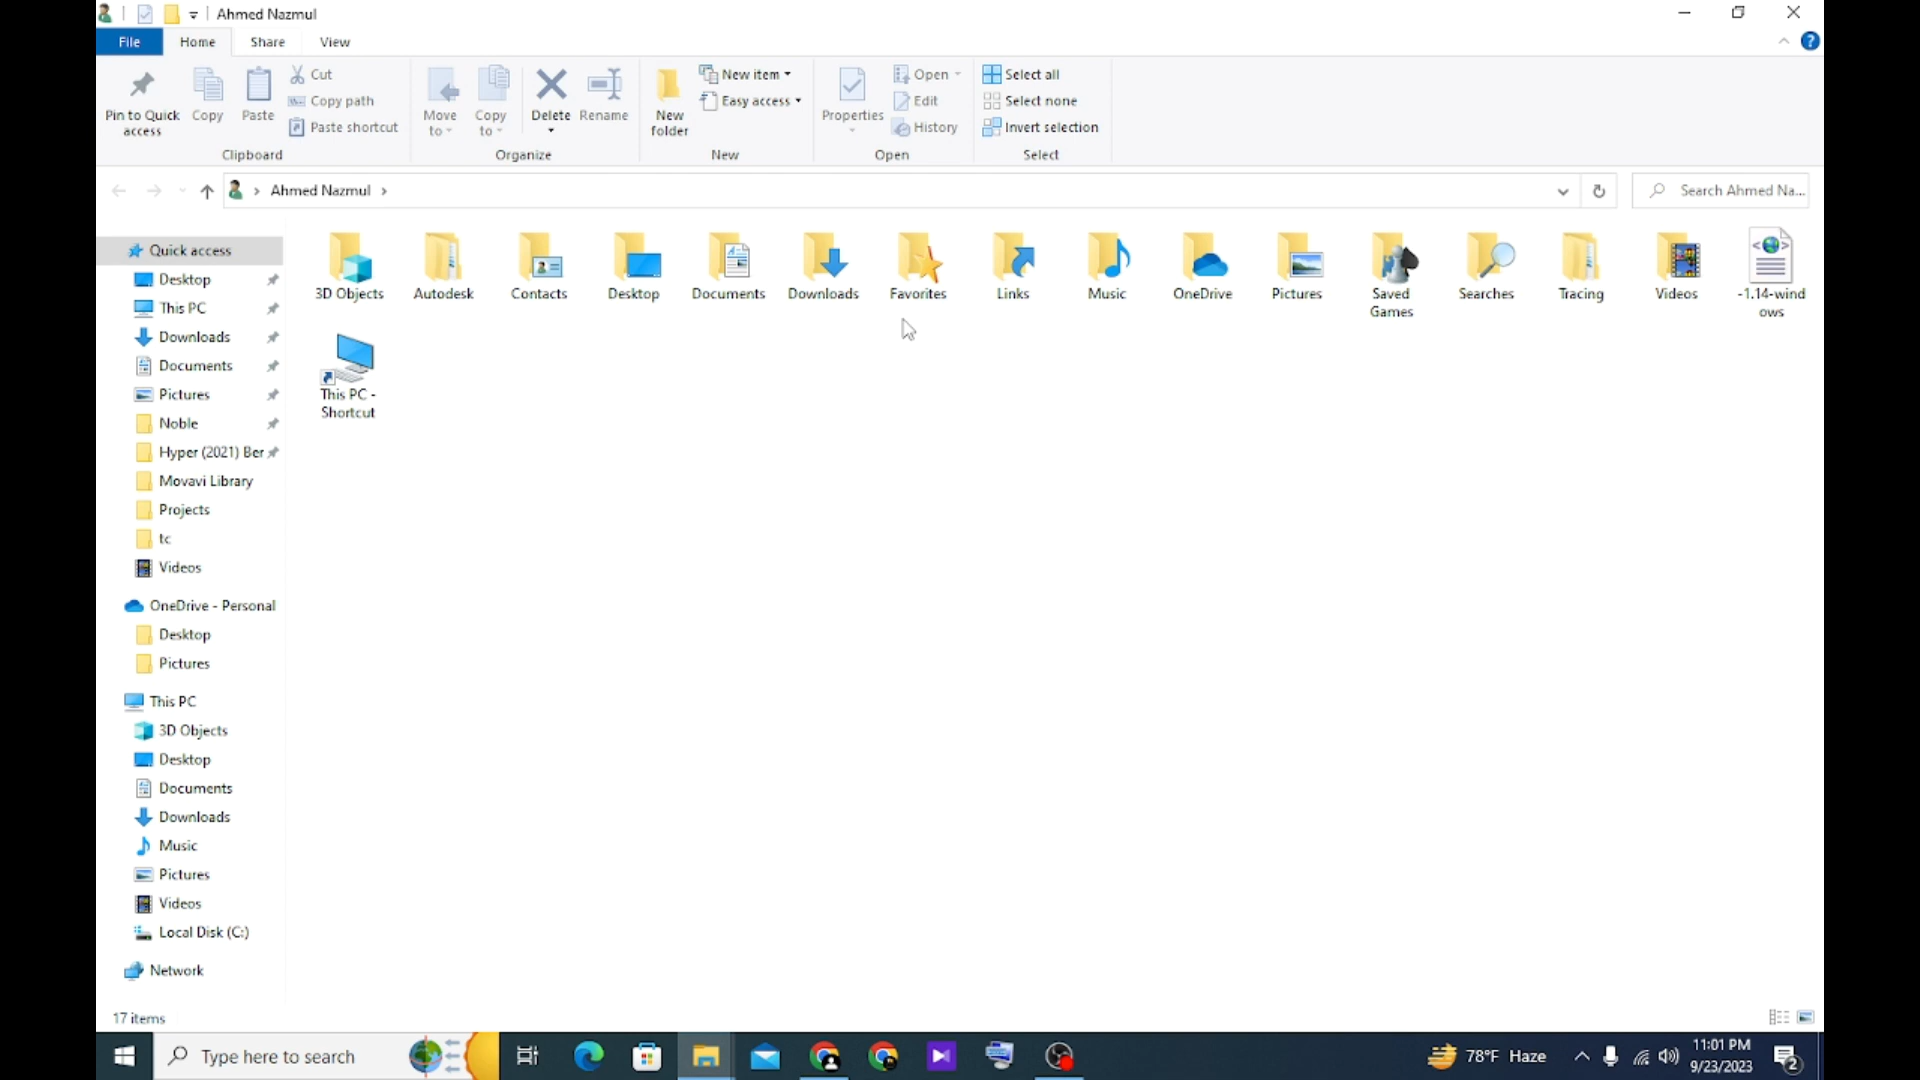 Ahmed Nazmul
File Home Share View
Pin to Quick access
Copy
Paste
Cut
Copy path
Paste shortcut
Clipboard
Move to
Copy to
Delete
Rename
Organize
New folder
New item
Easy access
New
Properties
Open
Edit
History
Open
Select all
Select none
Invert selection
Select
Ahmed Nazmul
Search Ahmed Na...
Quick access
Desktop
This PC
Downloads
Documents
Pictures
Noble
Hyper (2021) Ber
Movavi Library
Projects
tc
Videos
OneDrive - Personal
Desktop
Pictures
This PC
3D Objects
Desktop
Documents
Downloads
Music
Pictures
Videos
Local Disk (C:)
Network
3D Objects
Autodesk
Contacts
Desktop
Documents
Downloads
Favorites
Links
Music
OneDrive
Pictures
Saved
Games
Searches
Tracing
Videos
-1.14-wind
ows
This PC -
Shortcut
17 items
Type here to search
78°F Haze
11:01 PM
9/23/2023
2